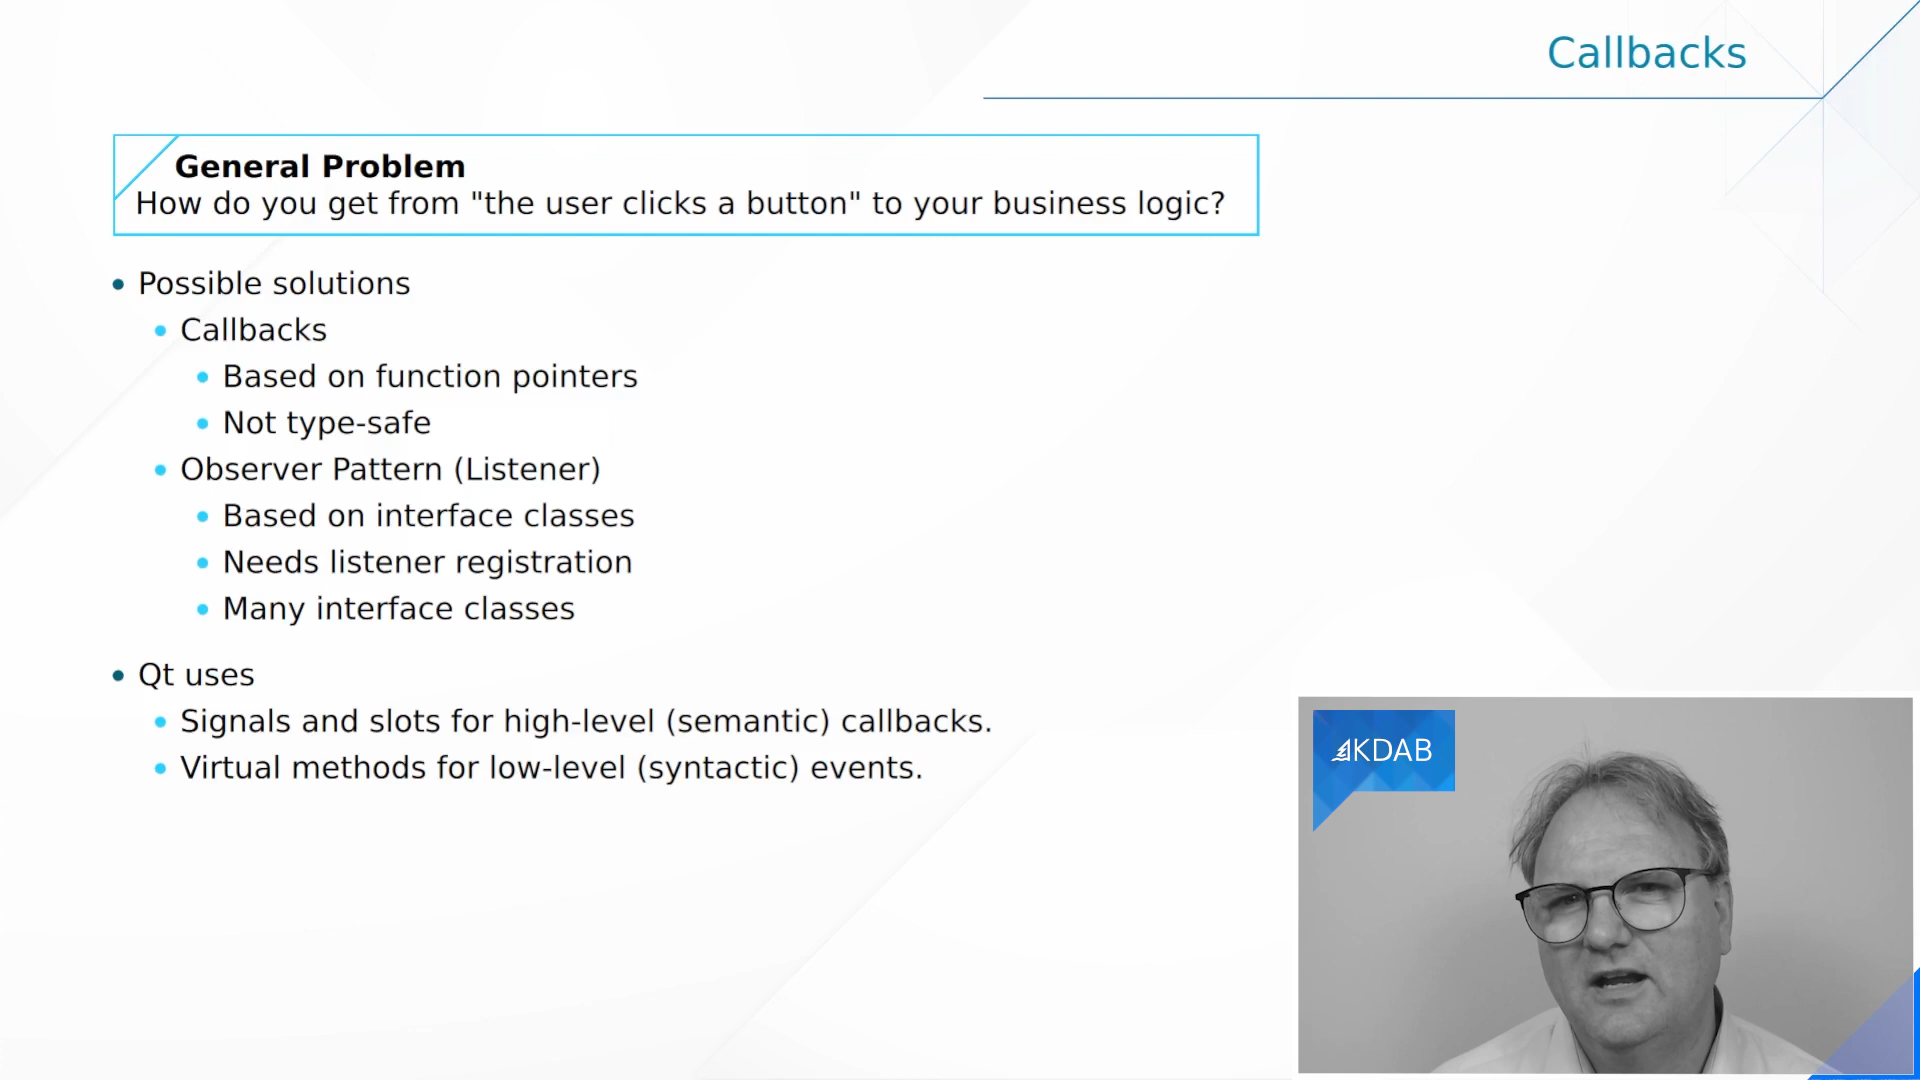 Callbacks
General Problem
How do you get from "the user clicks a button" to your business logic?
Possible solutions
Callbacks
Based on function pointers
Not type-safe
Observer Pattern (Listener)
Based on interface classes
Needs listener registration
Many interface classes
Qt uses
Signals and slots for high-level (semantic) callbacks.
Virtual methods for low-level (syntactic) events.
KDAB